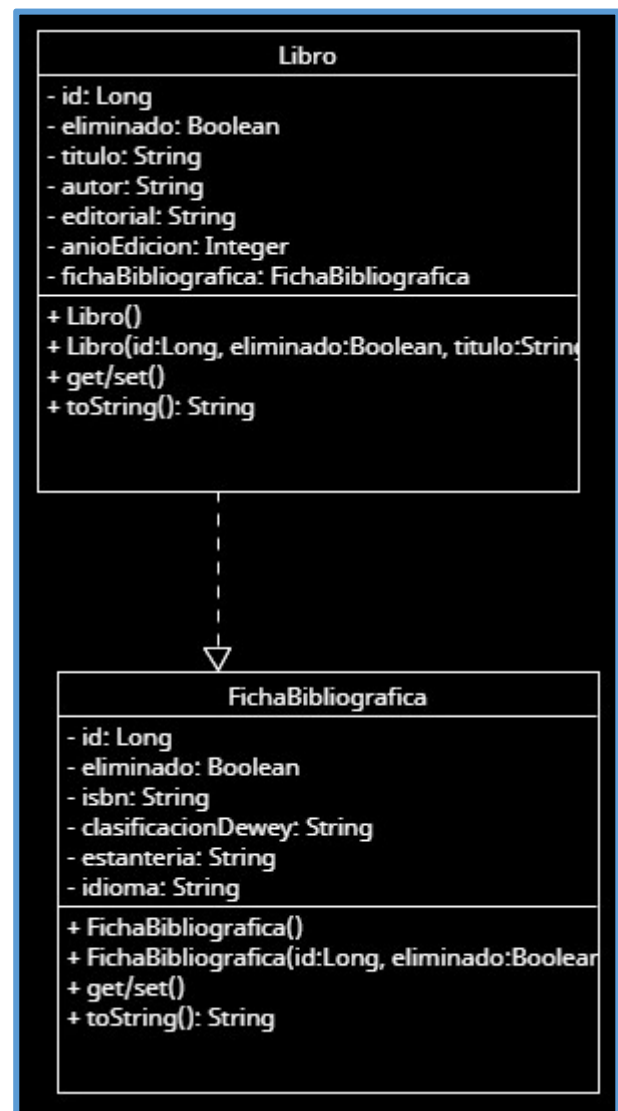 Libro
- id: Long
- eliminado: Boolean
- titulo: String
- autor: String
- editorial: String
- anioEdicion: Integer
- fichaBibliografica: FichaBibliografica
+ Libro()
+ Libro(id:Long, eliminado:Boolean, titulo:String
+ get/set()
+ toString(): String
FichaBibliografica
- id: Long
- eliminado: Boolean
- isbn: String
- clasificacionDewey: String
- estanteria: String
- idioma: String
+ FichaBibliografica()
+ FichaBibliografica(id:Long, eliminado:Boolean
+ get/set()
+ toString(): String